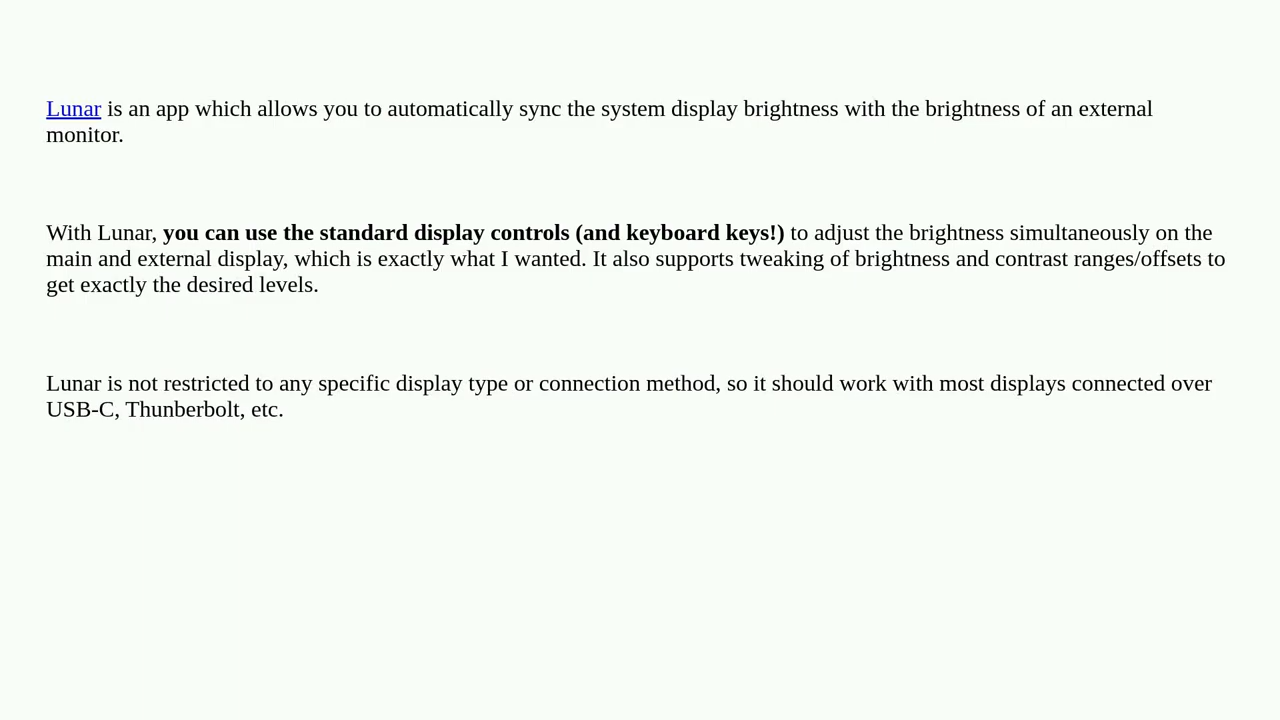 Lunar is an app which allows you to automatically sync the system display brightness with the brightness of an external
monitor.
With Lunar, you can use the standard display controls (and keyboard keys!) to adjust the brightness simultaneously on the
main and external display, which is exactly what I wanted. It also supports tweaking of brightness and contrast ranges/offsets to
get exactly the desired levels.
Lunar is not restricted to any specific display type or connection method, so it should work with most displays connected over
USB-C, Thunberbolt, etc.